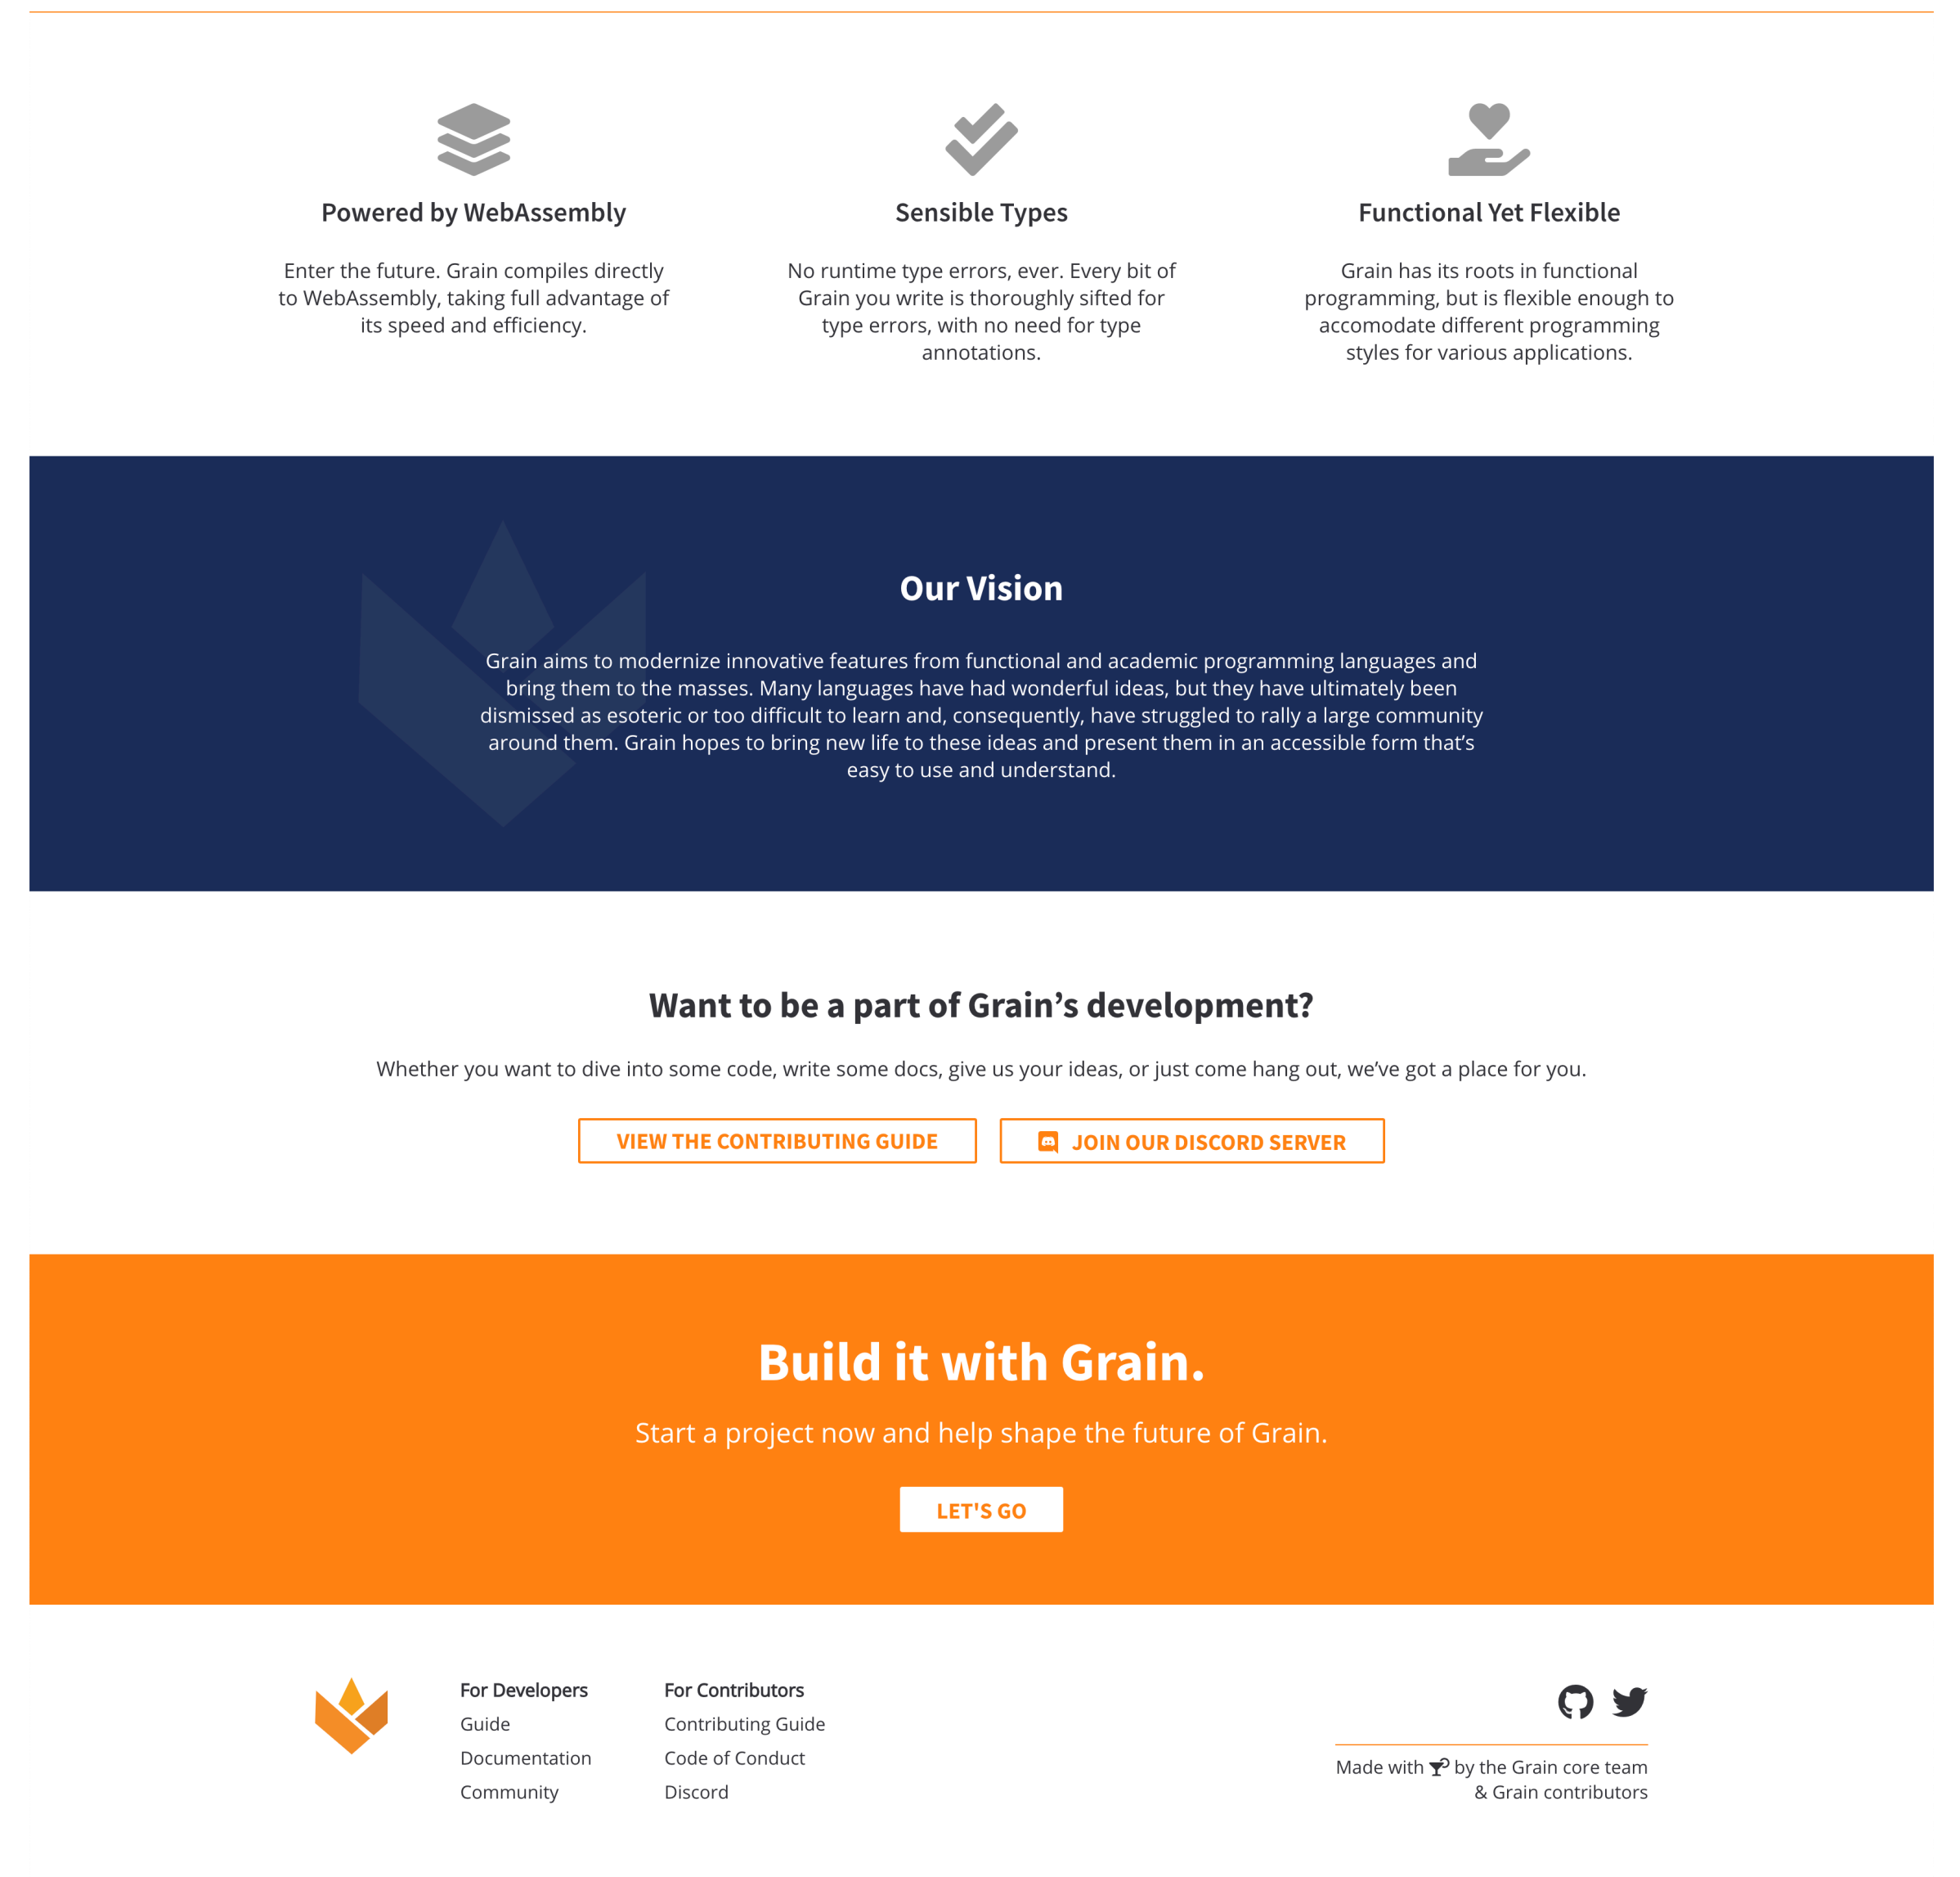 Powered by WebAssembly
Enter the future. Grain compiles directly
to WebAssembly, taking full advantage of
its speed and efficiency.
Sensible Types
No runtime type errors, ever. Every bit of
Grain you write is thoroughly sifted for
type errors, with no need for type
annotations.
Functional Yet Flexible
Grain has its roots in functional
programming, but is flexible enough to
accomodate different programming
styles for various applications.
Our Vision
Grain aims to modernize innovative features from functional and academic programming languages and
bring them to the masses. Many languages have had wonderful ideas, but they have ultimately been
dismissed as esoteric or too difficult to learn and, consequently, have struggled to rally a large community
around them. Grain hopes to bring new life to these ideas and present them in an accessible form that’s
easy to use and understand.
Want to be a part of Grain’s development?
Whether you want to dive into some code, write some docs, give us your ideas, or just come hang out, we’ve got a place for you.
VIEW THE CONTRIBUTING GUIDE
JOIN OUR DISCORD SERVER
Build it with Grain.
Start a project now and help shape the future of Grain.
LET'S GO
For Developers
Guide
Documentation
Community
For Contributors
Contributing Guide
Code of Conduct
Discord
Made with by the Grain core team
& Grain contributors